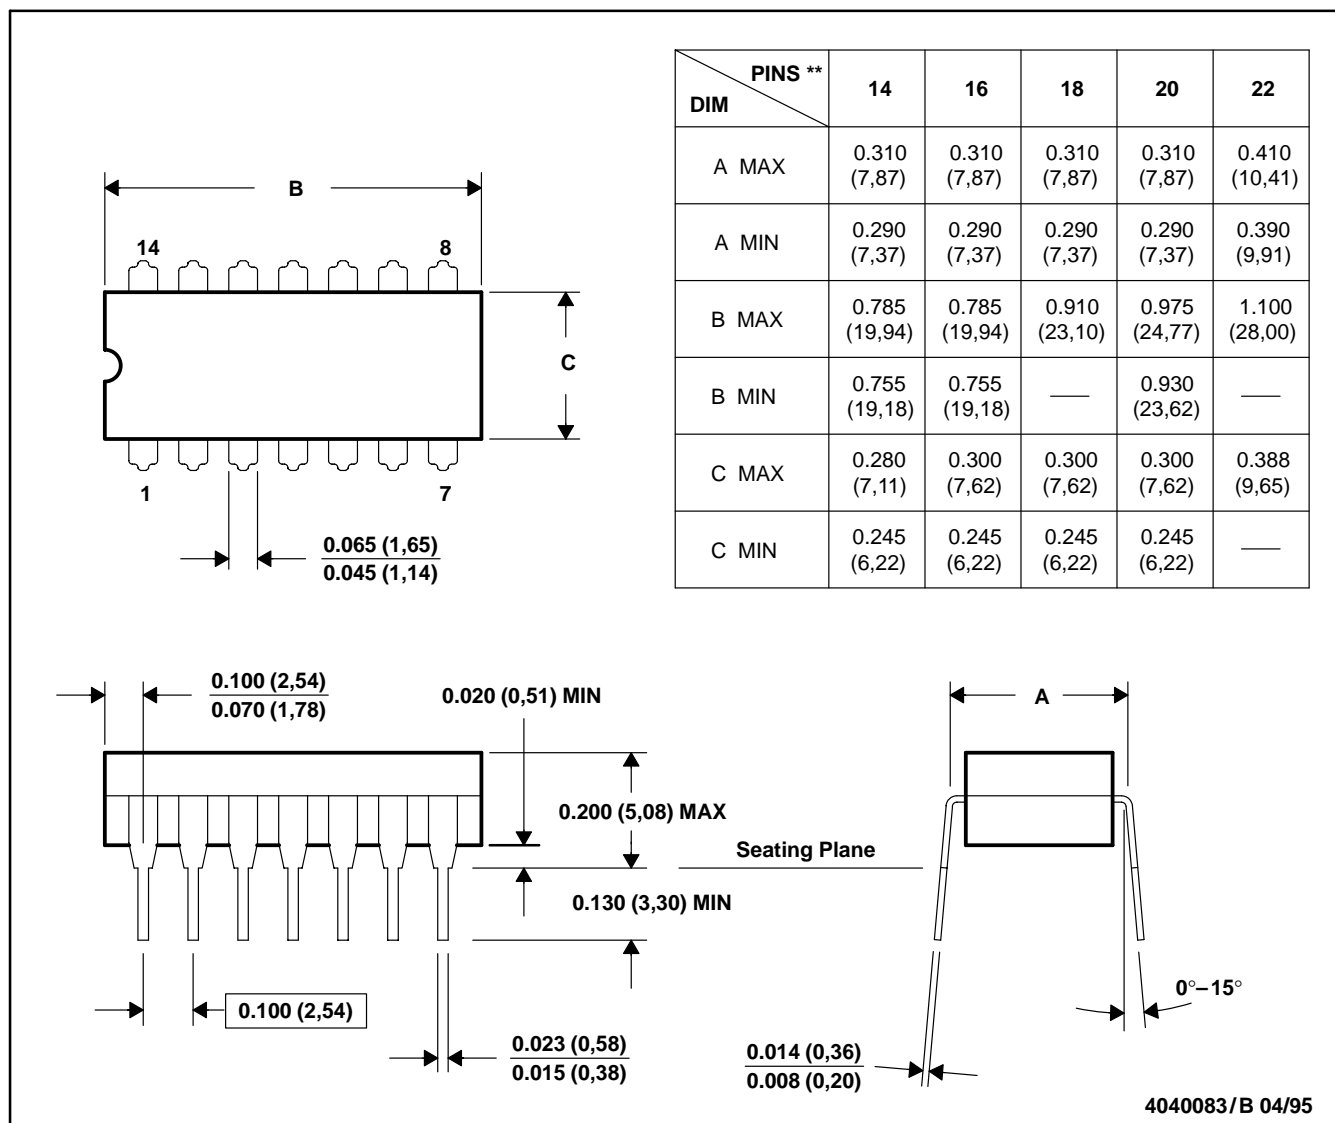 PINS ** 14 16 18 20 22
DIM
A MAX 0.310 0.310 0.310 0.310 0.410
(7,87) (7,87) (7,87) (7,87) (10,41)
A MIN 0.290 0.290 0.290 0.290 0.390
(7,37) (7,37) (7,37) (7,37) (9,91)
B MAX 0.785 0.785 0.910 0.975 1.100
(19,94) (19,94) (23,10) (24,77) (28,00)
B MIN 0.755 0.755 — 0.930 —
(19,18) (19,18) (23,62)
C MAX 0.280 0.300 0.300 0.300 0.388
(7,11) (7,62) (7,62) (7,62) (9,65)
C MIN 0.245 0.245 0.245 0.245 —
(6,22) (6,22) (6,22) (6,22)
B
14 8
C
1 7
0.065 (1,65)
0.045 (1,14)
0.100 (2,54)
0.070 (1,78)
0.020 (0,51) MIN
A
0.200 (5,08) MAX
Seating Plane
0.130 (3,30) MIN
0°–15°
0.100 (2,54)
0.023 (0,58)
0.015 (0,38)
0.014 (0,36)
0.008 (0,20)
4040083/B 04/95